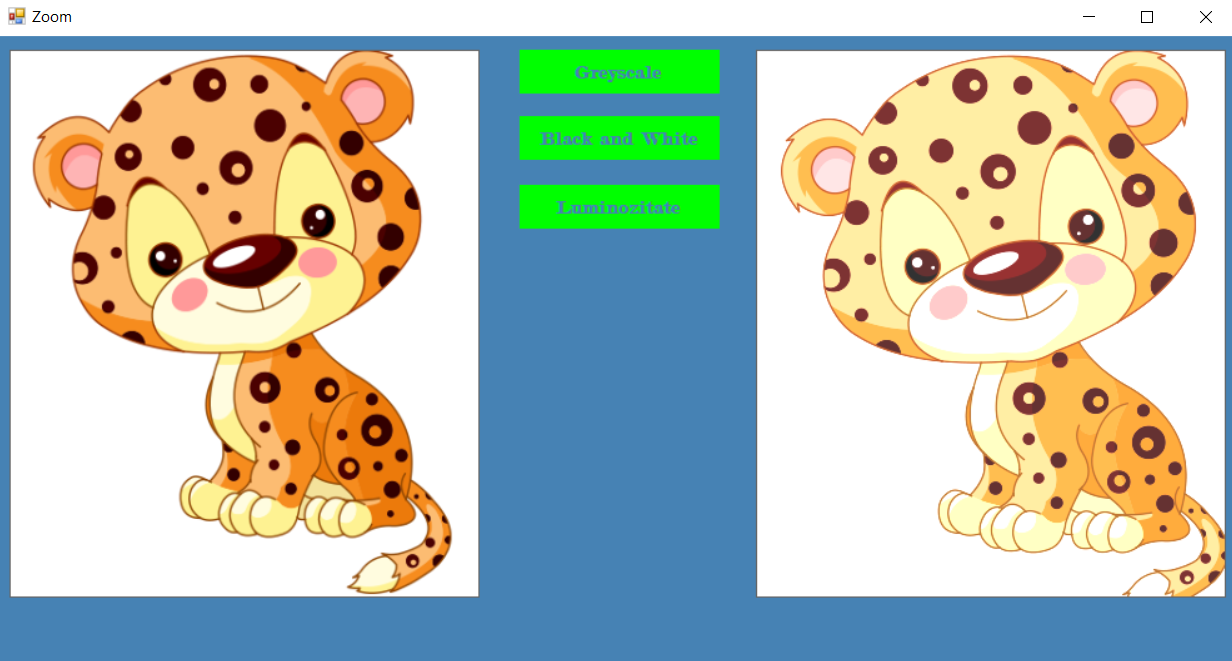 Zoom
Greyscale
Black and White
Luminozitate